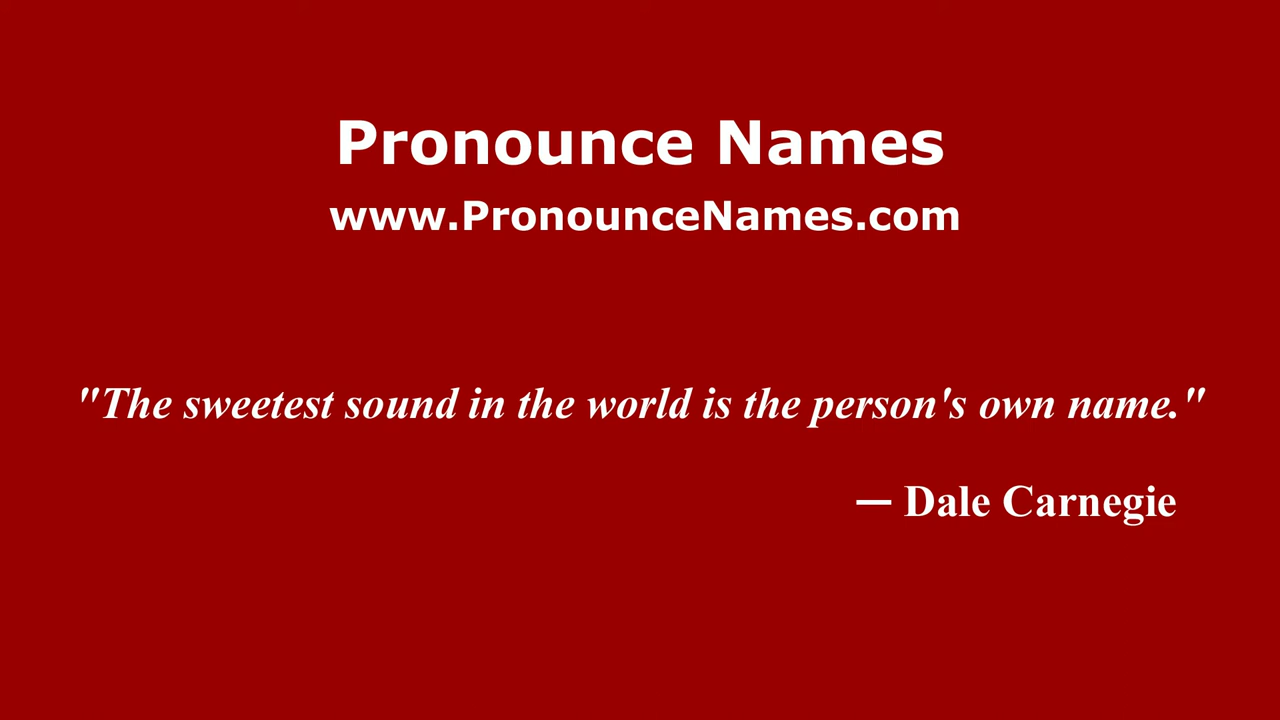 Pronounce Names
www.PronounceNames.com
"The sweetest sound in the world is the person's own name."
— Dale Carnegie